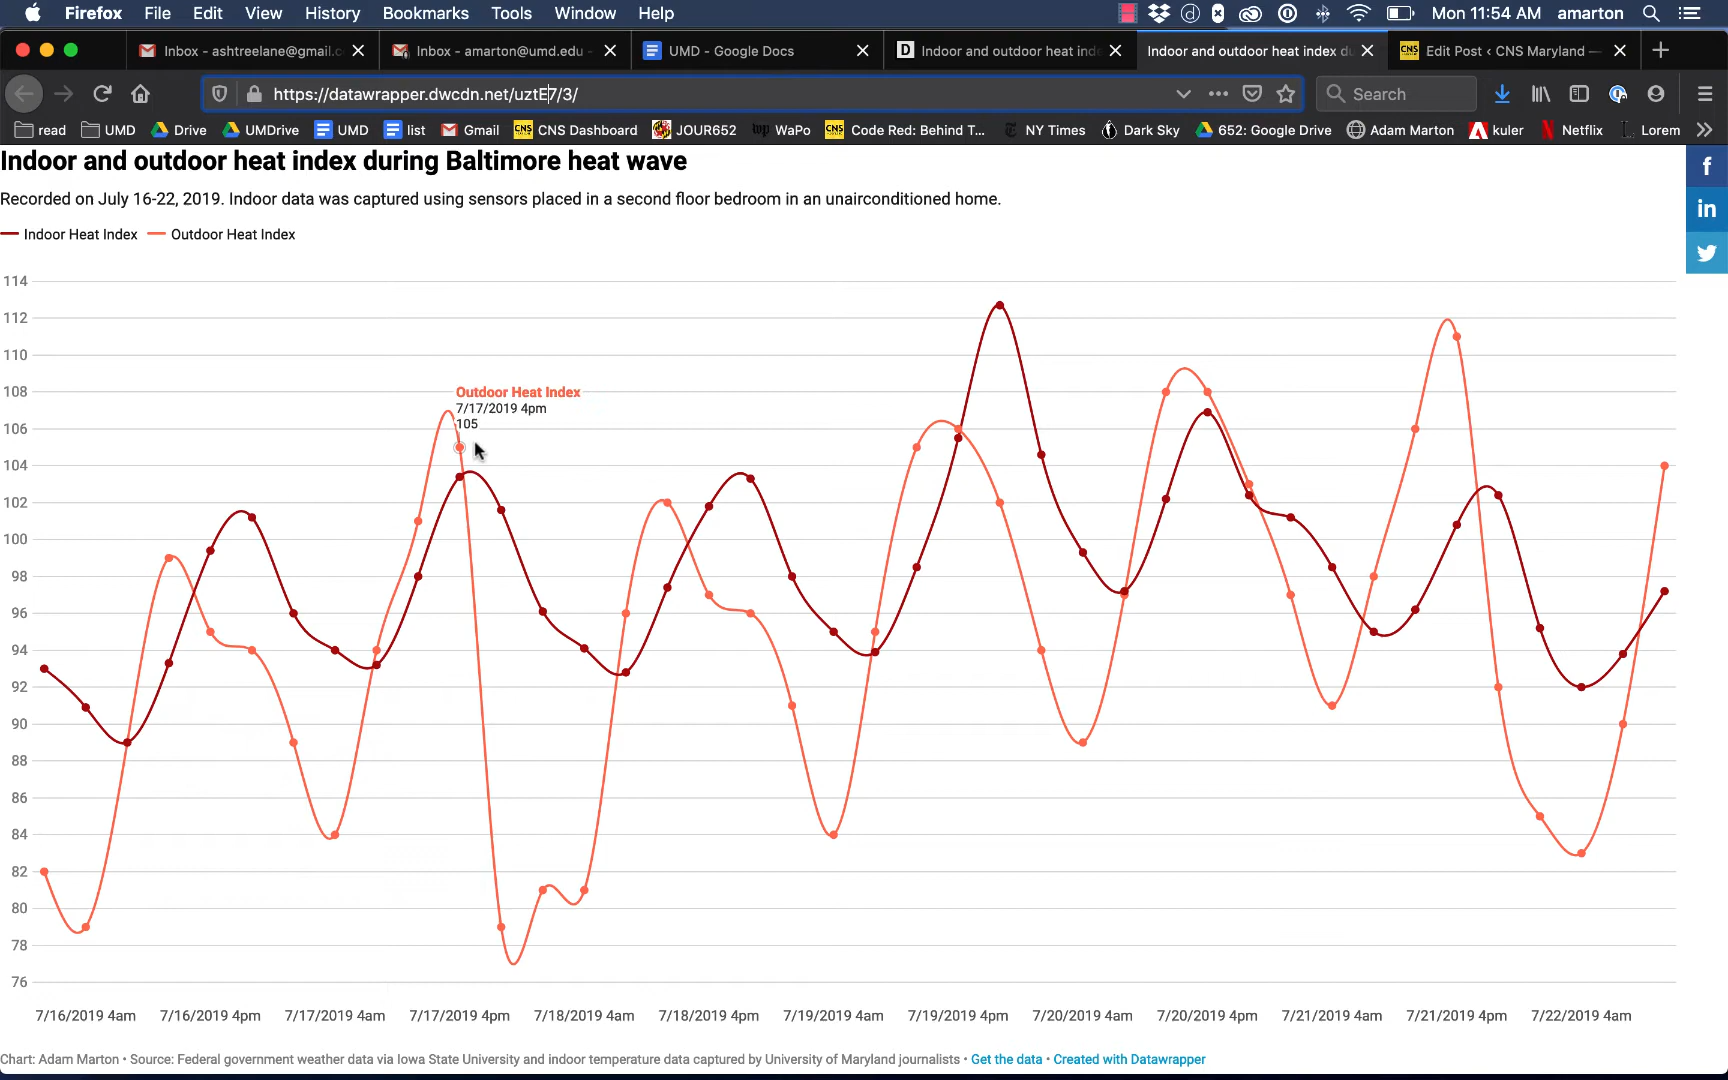 Firefox File Edit View History Bookmarks Tools Window Help Mon 11:54 AM amarton
Inbox - ashtreelane@gmail.c Inbox - amarton@umd.edu - UMD - Google Docs D Indoor and outdoor heat ind Indoor and outdoor heat index du CNS Edit Post ‹ CNS Maryland —
https://datawrapper.dwcdn.net/uztE7/3/ Search
read UMD Drive UMDrive UMD list Gmail CNS CNS Dashboard JOUR652 wp WaPo CNS Code Red: Behind T... NY Times Dark Sky 652: Google Drive Adam Marton kuler Netflix Lorem
Indoor and outdoor heat index during Baltimore heat wave
Recorded on July 16-22, 2019. Indoor data was captured using sensors placed in a second floor bedroom in an unairconditioned home.
Indoor Heat Index Outdoor Heat Index
f
in
114
112
110
108
106
104
102
100
98
96
94
92
90
88
86
84
82
80
78
76
Outdoor Heat Index
7/17/2019 4pm
105
7/16/2019 4am 7/16/2019 4pm 7/17/2019 4am 7/17/2019 4pm 7/18/2019 4am 7/18/2019 4pm 7/19/2019 4am 7/19/2019 4pm 7/20/2019 4am 7/20/2019 4pm 7/21/2019 4am 7/21/2019 4pm 7/22/2019 4am
Chart: Adam Marton • Source: Federal government weather data via Iowa State University and indoor temperature data captured by University of Maryland journalists • Get the data • Created with Datawrapper